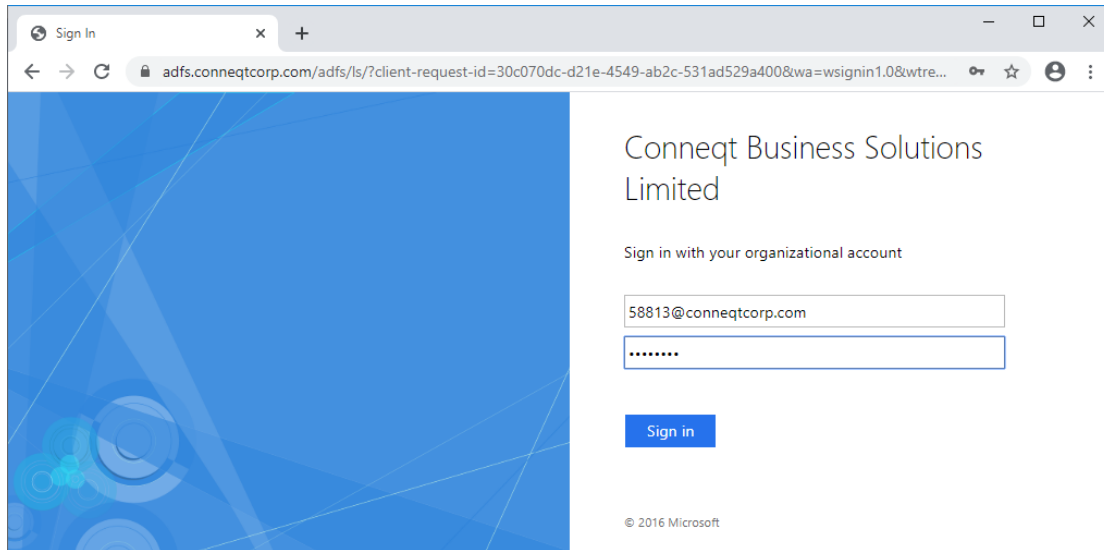 Sign In
adfs.conneqtcorp.com/adfs/ls/?client-request-id=30c070dc-d21e-4549-ab2c-531ad529a400&wa=wsignin1.0&wtre...
Conneqt Business Solutions
Limited
Sign in with your organizational account
58813@conneqtcorp.com
••••••••
Sign in
© 2016 Microsoft